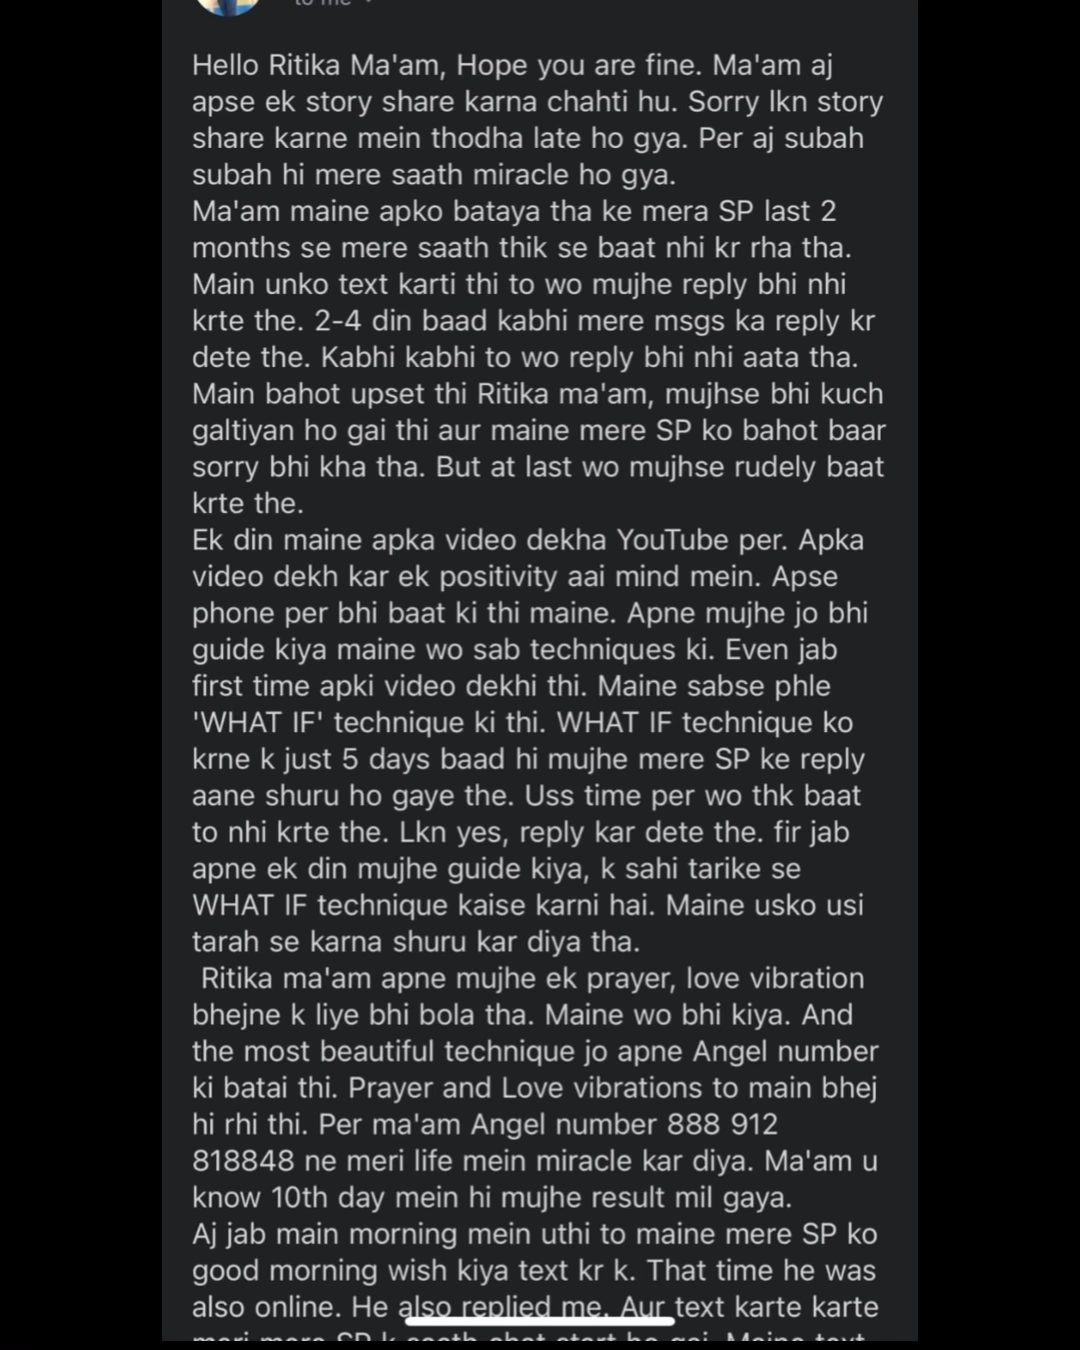 to me
Hello Ritika Ma'am, Hope you are fine. Ma'am aj
apse ek story share karna chahti hu. Sorry lkn story
share karne mein thodha late ho gya. Per aj subah
subah hi mere saath miracle ho gya.
Ma'am maine apko bataya tha ke mera SP last 2
months se mere saath thik se baat nhi kr rha tha.
Main unko text karti thi to wo mujhe reply bhi nhi
krte the. 2-4 din baad kabhi mere msgs ka reply kr
dete the. Kabhi kabhi to wo reply bhi nhi aata tha.
Main bahot upset thi Ritika ma'am, mujhse bhi kuch
galtiyan ho gai thi aur maine mere SP ko bahot baar
sorry bhi kha tha. But at last wo mujhse rudely baat
krte the.
Ek din maine apka video dekha YouTube per. Apka
video dekh kar ek positivity aai mind mein. Apse
phone per bhi baat ki thi maine. Apne mujhe jo bhi
guide kiya maine wo sab techniques ki. Even jab
first time apki video dekhi thi. Maine sabse phle
'WHAT IF' technique ki thi. WHAT IF technique ko
krne k just 5 days baad hi mujhe mere SP ke reply
aane shuru ho gaye the. Uss time per wo thk baat
to nhi krte the. Lkn yes, reply kar dete the. fir jab
apne ek din mujhe guide kiya, k sahi tarike se
WHAT IF technique kaise karni hai. Maine usko usi
tarah se karna shuru kar diya tha.
Ritika ma'am apne mujhe ek prayer, love vibration
bhejne k liye bhi bola tha. Maine wo bhi kiya. And
the most beautiful technique jo apne Angel number
ki batai thi. Prayer and Love vibrations to main bhej
hi rhi thi. Per ma'am Angel number 888 912
818848 ne meri life mein miracle kar diya. Ma'am u
know 10th day mein hi mujhe result mil gaya.
Aj jab main morning mein uthi to maine mere SP ko
good morning wish kiya text kr k. That time he was
also online. He also replied me. Aur text karte karte
meri mere SP k saath chat start ho gai. Maine text